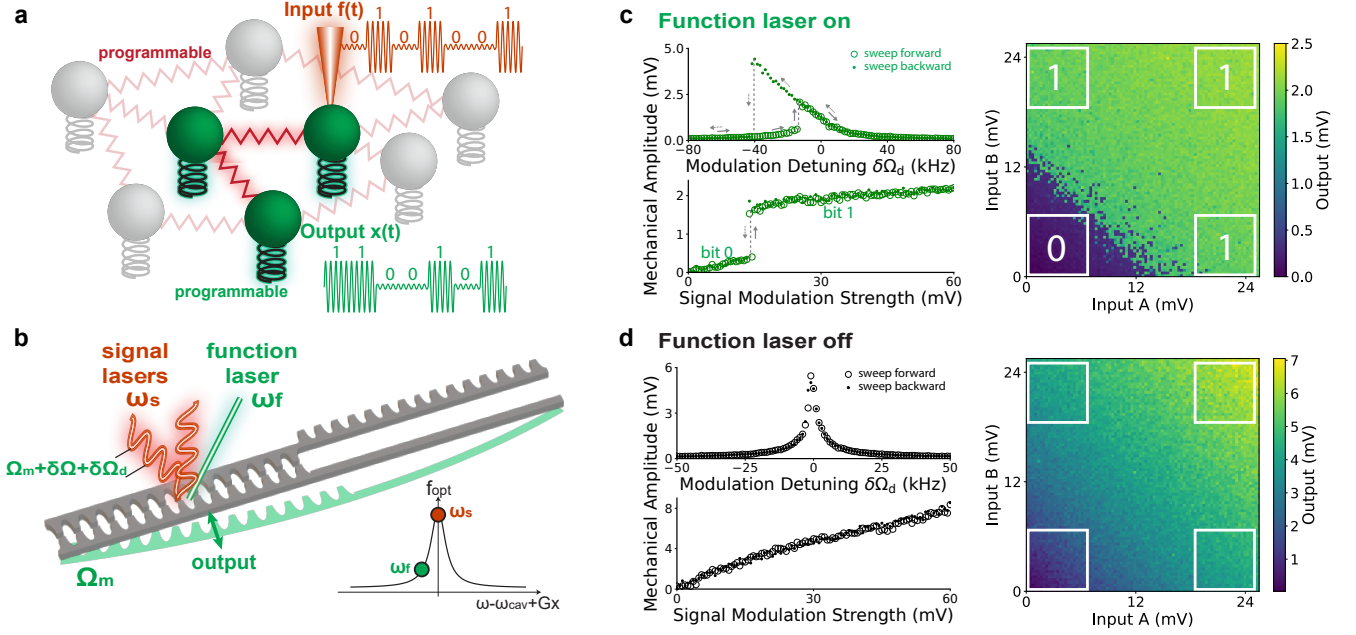 a
Input f(t)
1
1
1
0
0
0
0
programmable
Output x(t)
1
1
1
1
0
0
0
programmable
b
signal
lasers
ωs
function
laser
ωf
Ωm+δΩ+δΩd
Ωm
output
fopt
ωs
ωf
ω-ωcav+Gx
c
Function laser on
Mechanical Amplitude (mV)
5.0
2.5
0.0
sweep forward
sweep backward
−80
−40
0
40
80
Modulation Detuning δΩd (kHz)
2
1
0
bit 0
bit 1
0
30
60
Signal Modulation Strength (mV)
Input B (mV)
24
12
0
1
1
0
1
0
12
24
Input A (mV)
2.5
2.0
1.5
1.0
0.5
0.0
Output (mV)
d
Function laser off
Mechanical Amplitude (mV)
6
3
0
sweep forward
sweep backward
−50
−25
0
25
50
Modulation Detuning δΩd (kHz)
8
4
0
0
30
60
Signal Modulation Strength (mV)
Input B (mV)
24
12
0
0
12
24
Input A (mV)
7
6
5
4
3
2
1
Output (mV)